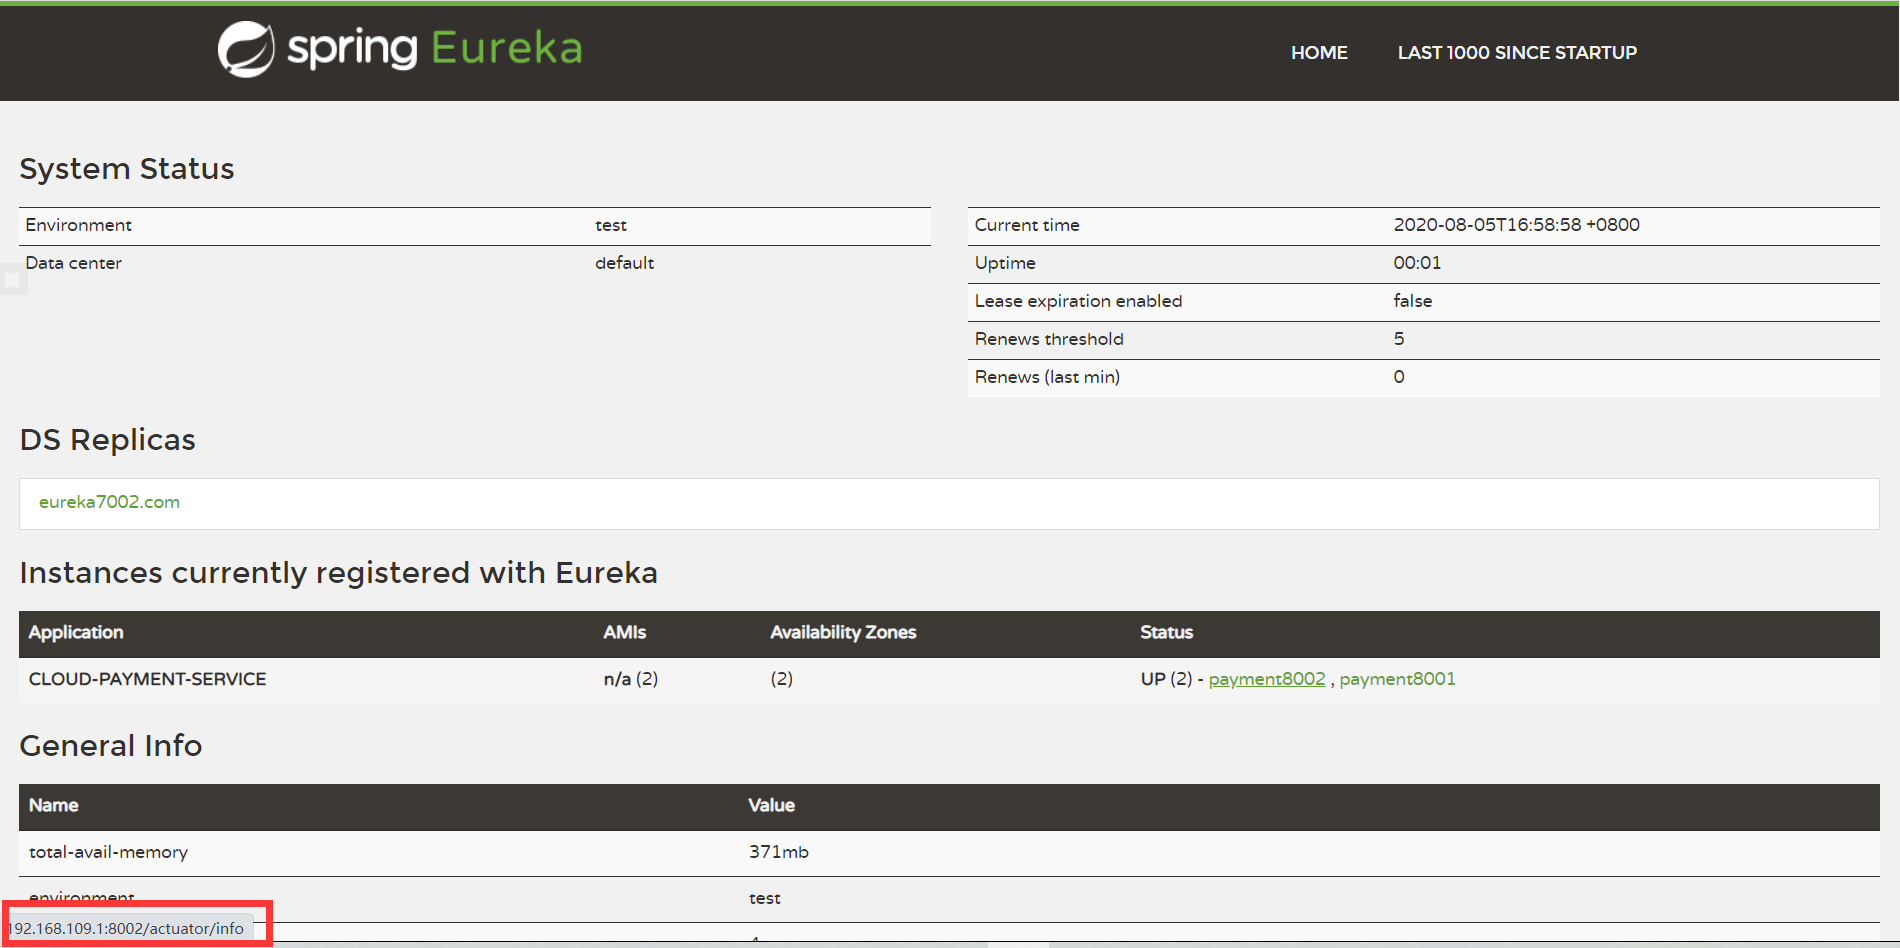 spring Eureka
HOME LAST 1000 SINCE STARTUP
System Status
Environment test
Data center default
Current time 2020-08-05T16:58:58 +0800
Uptime 00:01
Lease expiration enabled false
Renews threshold 5
Renews (last min) 0
DS Replicas
eureka7002.com
Instances currently registered with Eureka
Application AMIs Availability Zones Status
CLOUD-PAYMENT-SERVICE n/a (2) (2) UP (2) - payment8002 , payment8001
General Info
Name Value
total-avail-memory 371mb
environment test
192.168.109.1:8002/actuator/info